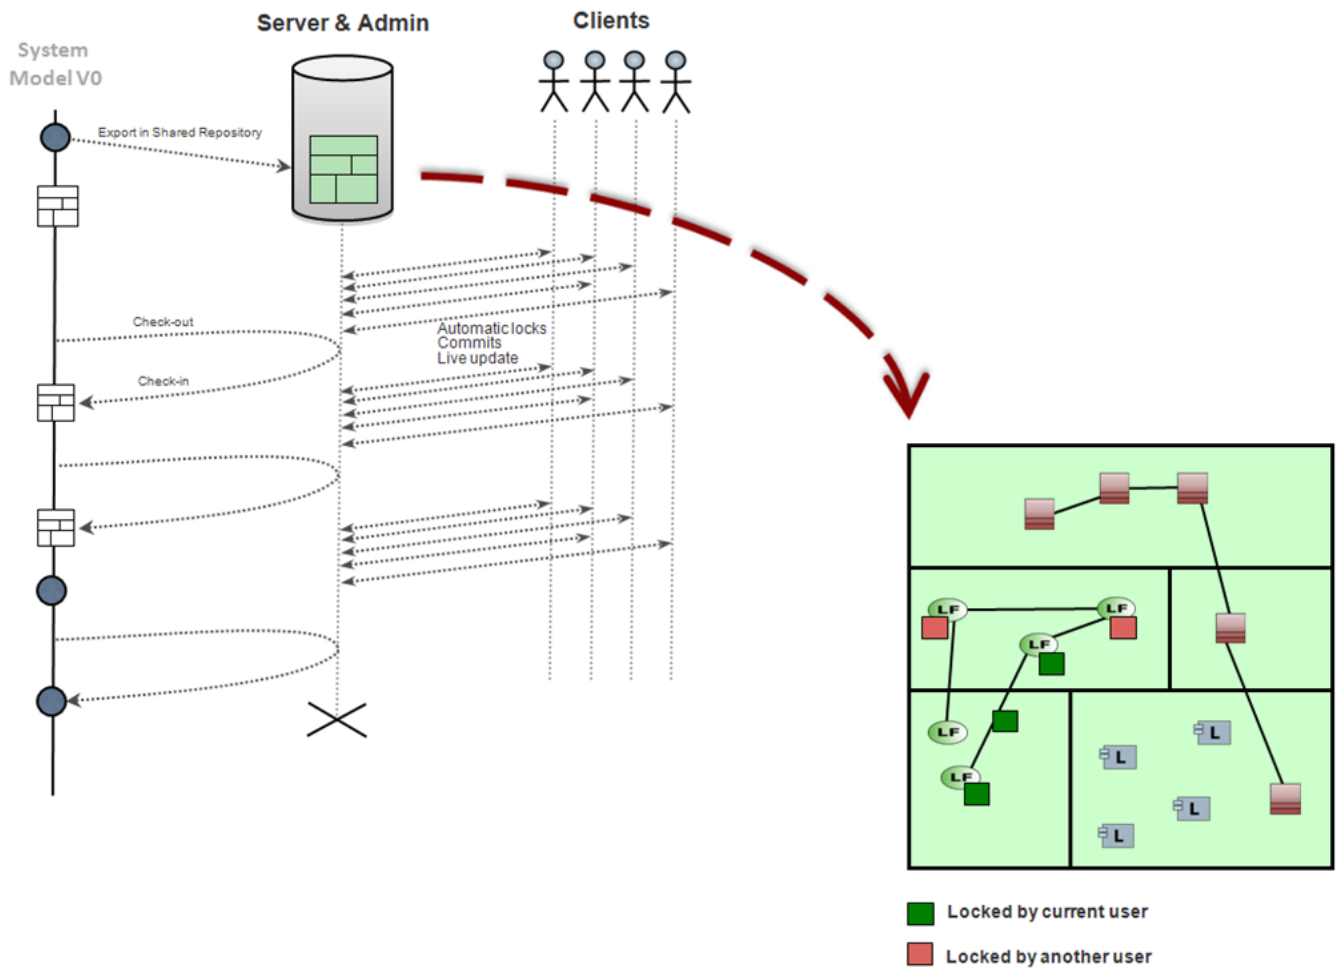 Server & Admin
Clients
System
Model V0
Export in Shared Repository
Check-out
Automatic locks
Commits
Live update
Check-in
LF
LF
LF
LF
L
L
LF
L
L
Locked by current user
Locked by another user